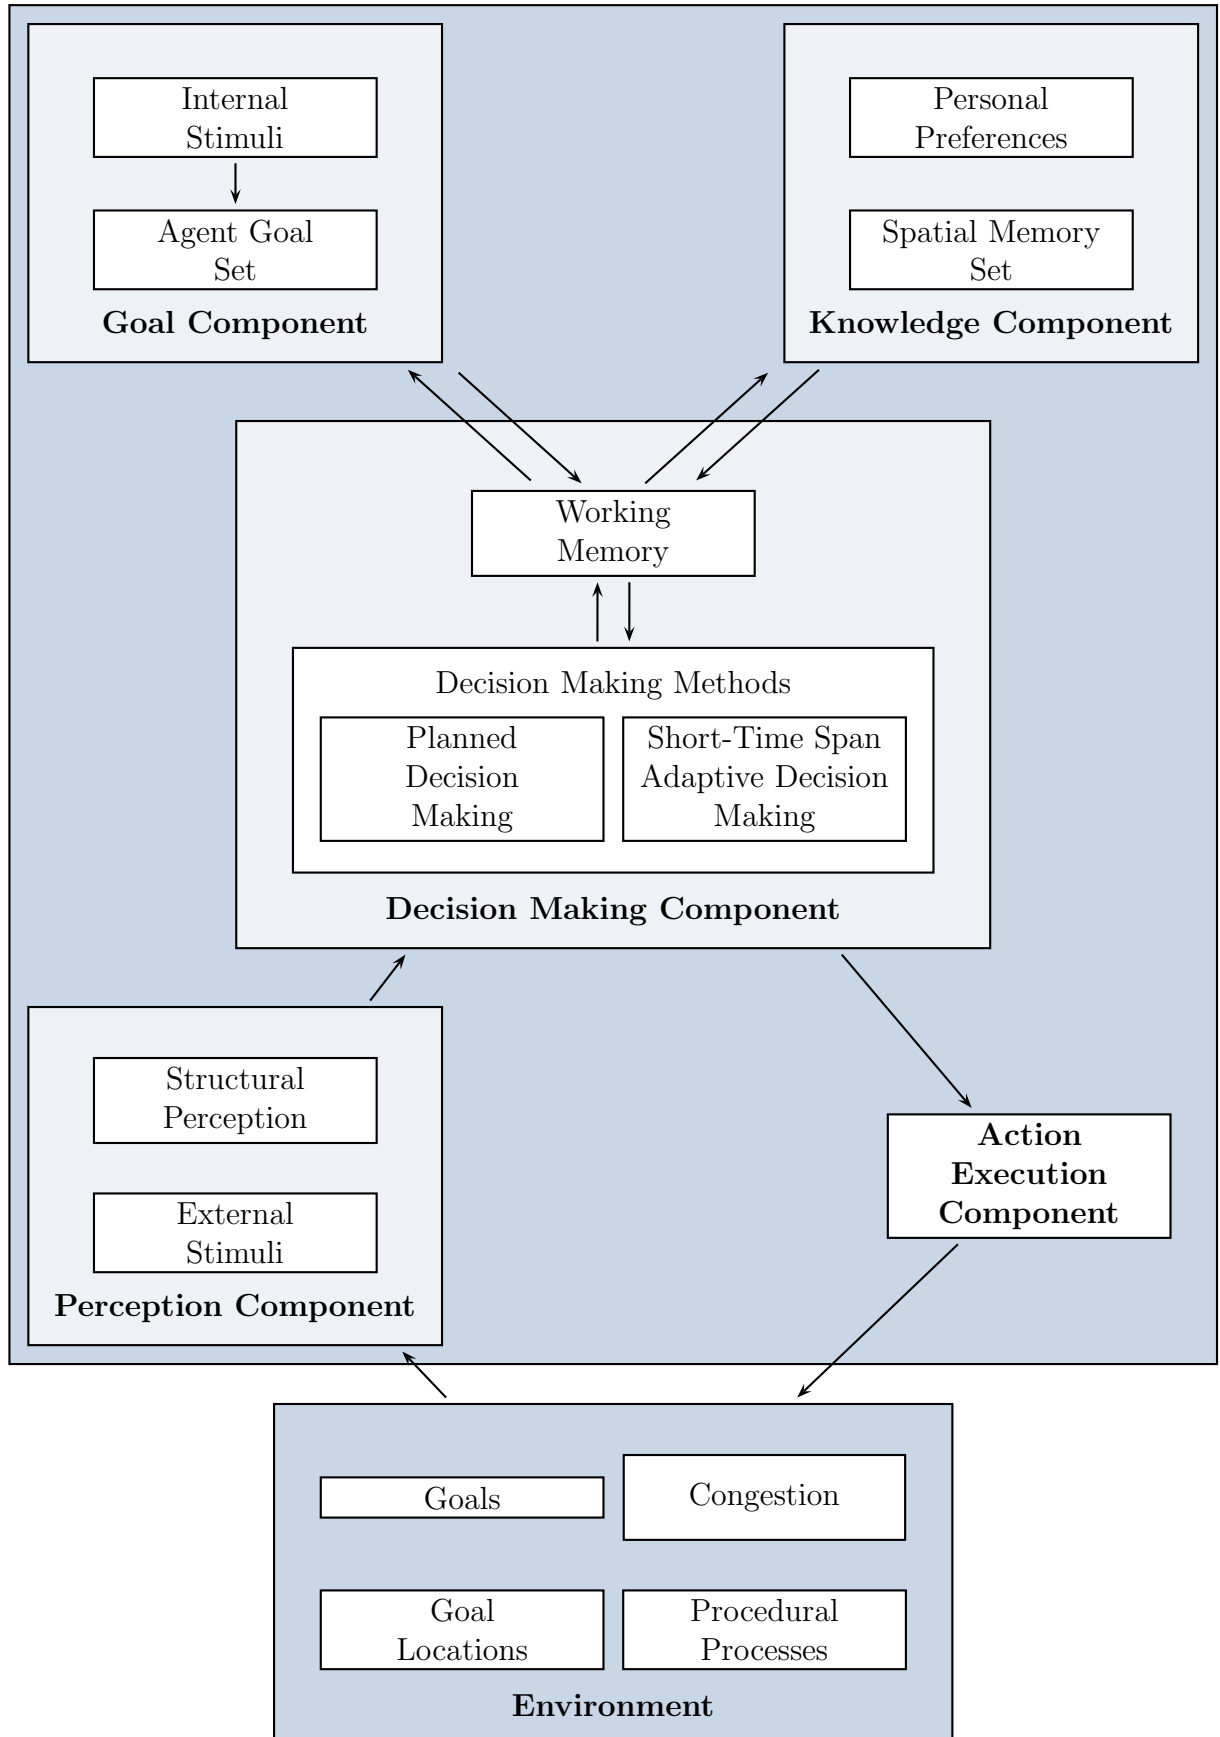 Internal
Stimuli
Agent Goal
Set
Goal Component
Personal
Preferences
Spatial Memory
Set
Knowledge Component
Working
Memory
Decision Making Methods
Planned
Decision
Making
Short-Time Span
Adaptive Decision
Making
Decision Making Component
Structural
Perception
External
Stimuli
Perception Component
Action
Execution
Component
Goals
Congestion
Goal
Locations
Procedural
Processes
Environment